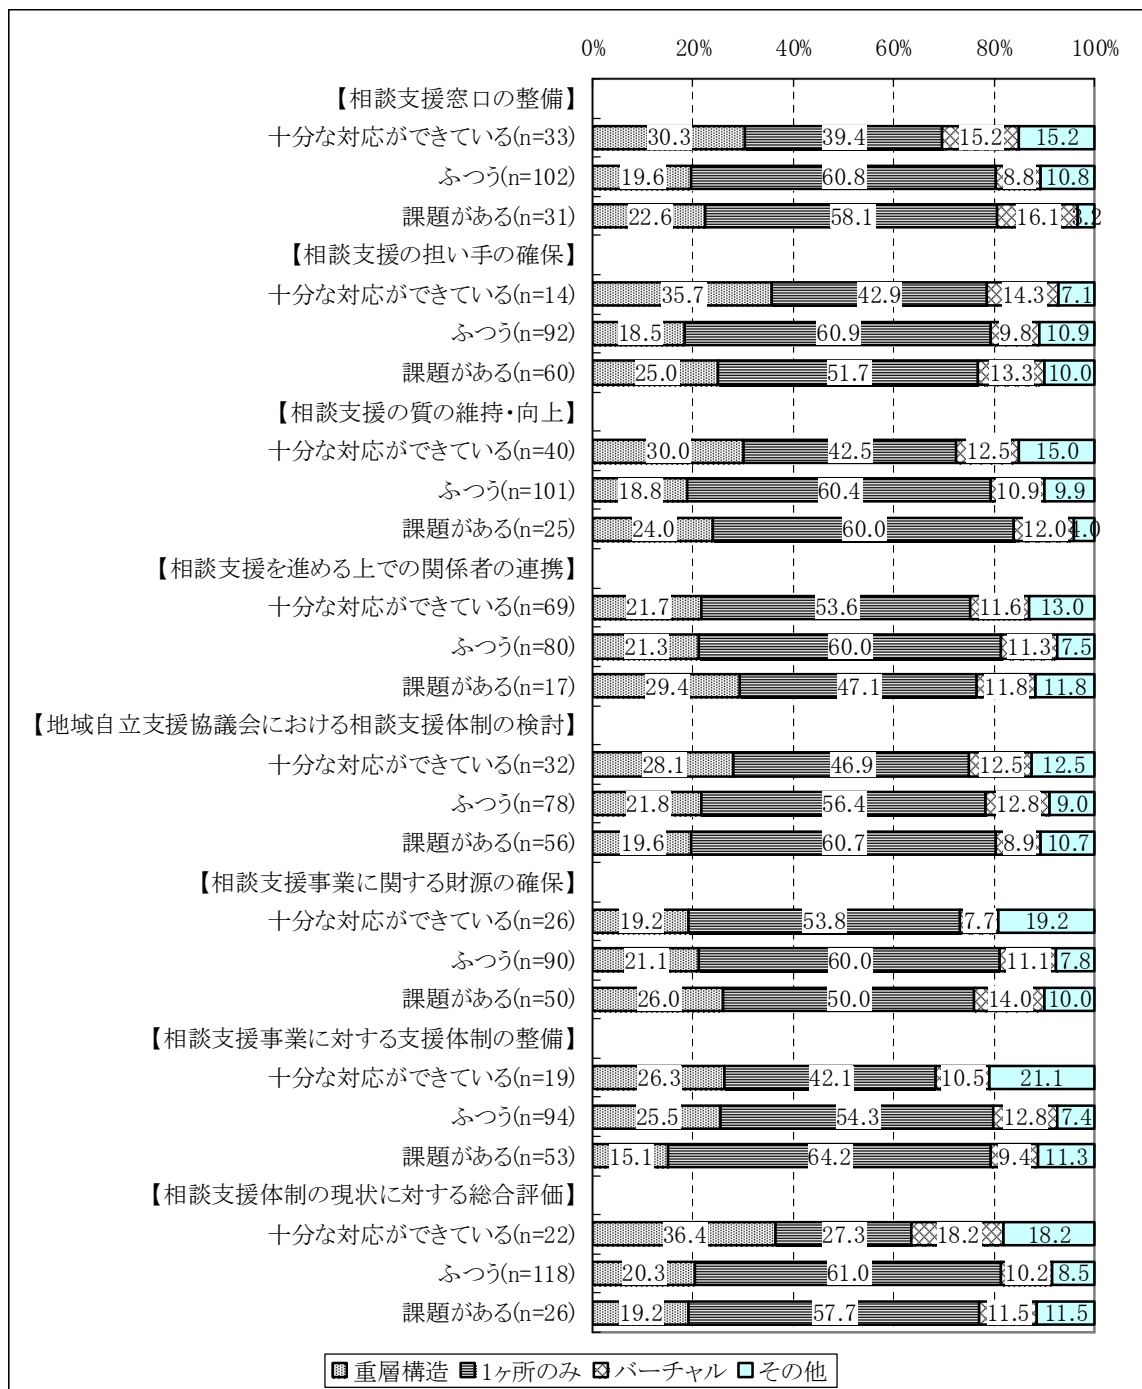 0% 20% 40% 60% 80% 100%
【相談支援窓口の整備】
十分な対応ができている(n=33) 30.3 39.4 15.2 15.2
ふつう(n=102) 19.6 60.8 8.8 10.8
課題がある(n=31) 22.6 58.1 16.1 3.2
【相談支援の担い手の確保】
十分な対応ができている(n=14) 35.7 42.9 14.3 7.1
ふつう(n=92) 18.5 60.9 9.8 10.9
課題がある(n=60) 25.0 51.7 13.3 10.0
【相談支援の質の維持・向上】
十分な対応ができている(n=40) 30.0 42.5 12.5 15.0
ふつう(n=101) 18.8 60.4 10.9 9.9
課題がある(n=25) 24.0 60.0 12.0 4.0
【相談支援を進める上での関係者の連携】
十分な対応ができている(n=69) 21.7 53.6 11.6 13.0
ふつう(n=80) 21.3 60.0 11.3 7.5
課題がある(n=17) 29.4 47.1 11.8 11.8
【地域自立支援協議会における相談支援体制の検討】
十分な対応ができている(n=32) 28.1 46.9 12.5 12.5
ふつう(n=78) 21.8 56.4 12.8 9.0
課題がある(n=56) 19.6 60.7 8.9 10.7
【相談支援事業に関する財源の確保】
十分な対応ができている(n=26) 19.2 53.8 7.7 19.2
ふつう(n=90) 21.1 60.0 11.1 7.8
課題がある(n=50) 26.0 50.0 14.0 10.0
【相談支援事業に対する支援体制の整備】
十分な対応ができている(n=19) 26.3 42.1 10.5 21.1
ふつう(n=94) 25.5 54.3 12.8 7.4
課題がある(n=53) 15.1 64.2 9.4 11.3
【相談支援体制の現状に対する総合評価】
十分な対応ができている(n=22) 36.4 27.3 18.2 18.2
ふつう(n=118) 20.3 61.0 10.2 8.5
課題がある(n=26) 19.2 57.7 11.5 11.5
重層構造 1ヶ所のみ バーチャル その他